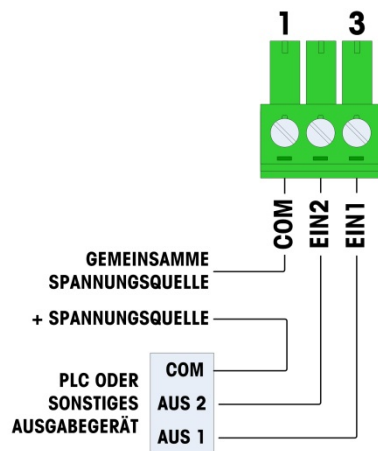 1 3
COM
EIN2
EIN1
GEMEINSAMME
SPANNUNGSQUELLE
+ SPANNUNGSQUELLE
PLC ODER
SONSTIGES
AUSGABEGERÄT
COM
AUS 2
AUS 1